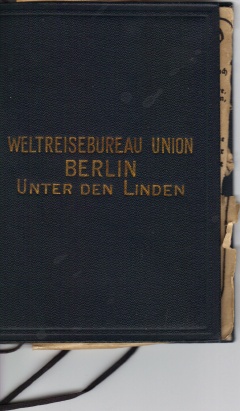 WELTREISEBUREAU UNION
BERLIN
UNTER DEN LINDEN